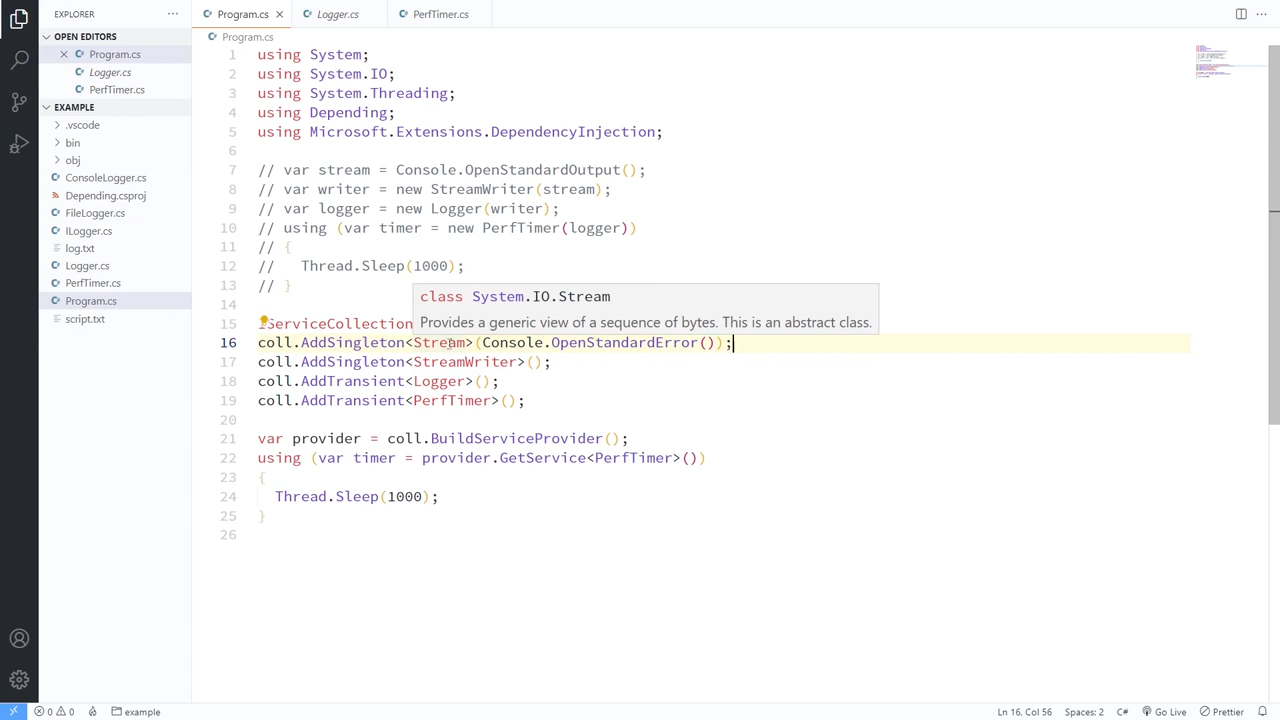 EXPLORER
OPEN EDITORS
Program.cs
Logger.cs
PerfTimer.cs
EXAMPLE
.vscode
bin
obj
ConsoleLogger.cs
Depending.csproj
FileLogger.cs
ILogger.cs
log.txt
Logger.cs
PerfTimer.cs
Program.cs
script.txt
Program.cs
Logger.cs
PerfTimer.cs
Program.cs
1 using System;
2 using System.IO;
3 using System.Threading;
4 using Depending;
5 using Microsoft.Extensions.DependencyInjection;
6
7 // var stream = Console.OpenStandardOutput();
8 // var writer = new StreamWriter(stream);
9 // var logger = new Logger(writer);
10 // using (var timer = new PerfTimer(logger))
11 // {
12 //   Thread.Sleep(1000);
13 // }
class System.IO.Stream
14
Provides a generic view of a sequence of bytes. This is an abstract class.
15 IServiceCollection
16 coll.AddSingleton<Stream>(Console.OpenStandardError());
17 coll.AddSingleton<StreamWriter>();
18 coll.AddTransient<Logger>();
19 coll.AddTransient<PerfTimer>();
20
21 var provider = coll.BuildServiceProvider();
22 using (var timer = provider.GetService<PerfTimer>())
23 {
24   Thread.Sleep(1000);
25 }
26
0 0 example Ln 16, Col 56 Spaces: 2 C# Go Live Prettier